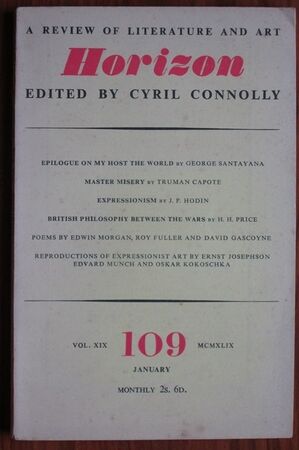 A REVIEW OF LITERATURE AND ART
Horizon
EDITED BY CYRIL CONNOLLY
EPILOGUE ON MY HOST THE WORLD BY GEORGE SANTAYANA
MASTER MISERY BY TRUMAN CAPOTE
EXPRESSIONISM BY J. P. HODIN
BRITISH PHILOSOPHY BETWEEN THE WARS BY H. H. PRICE
POEMS BY EDWIN MORGAN, ROY FULLER AND DAVID GASCOYNE
REPRODUCTIONS OF EXPRESSIONIST ART BY ERNST JOSEPHSON
EDVARD MUNCH AND OSKAR KOKOSCHKA
VOL. XIX 109 MCMXLIX
JANUARY
MONTHLY 2S. 6D.